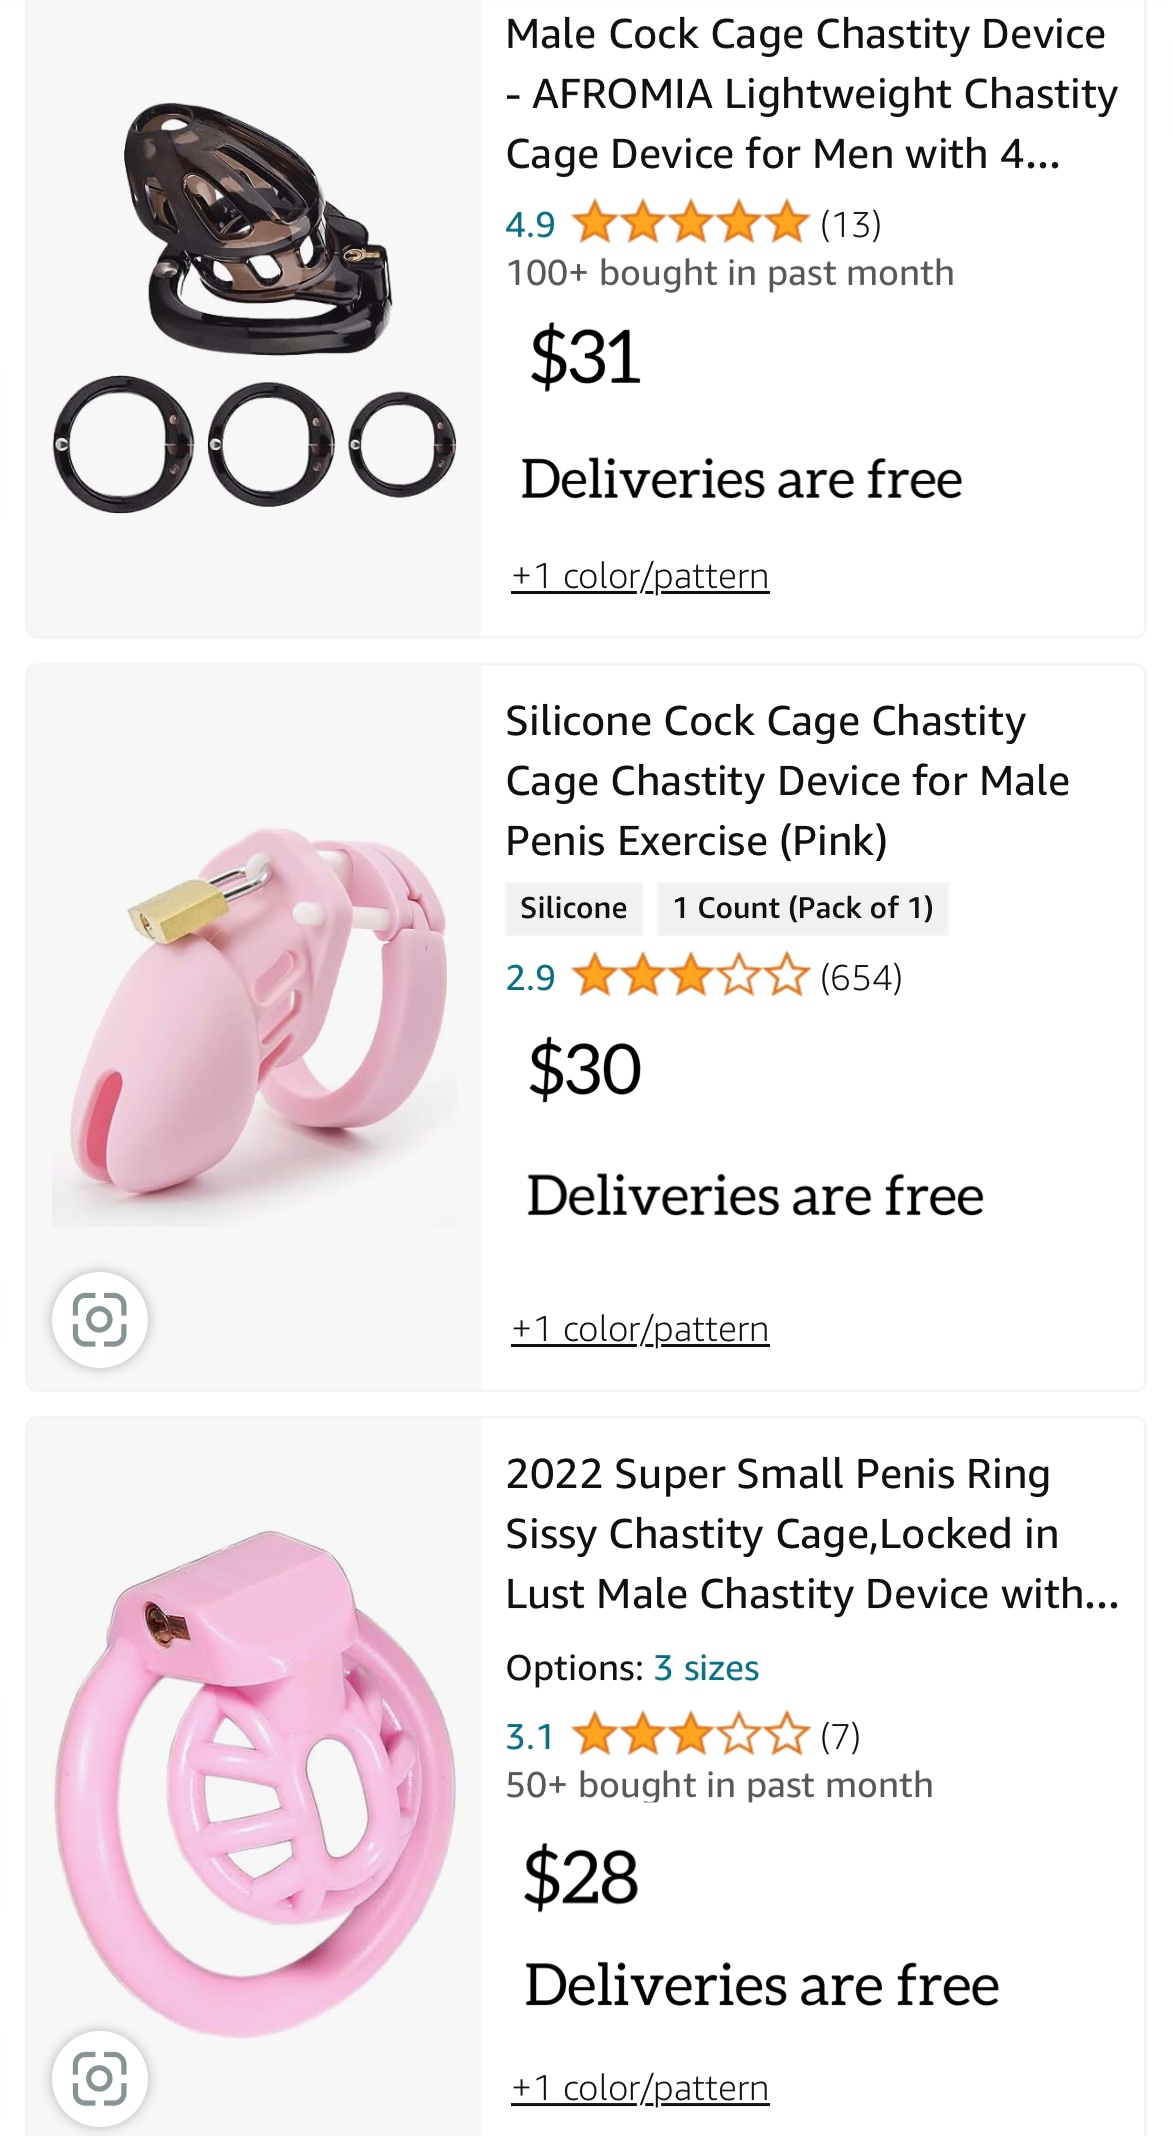 Male Cock Cage Chastity Device
- AFROMIA Lightweight Chastity
Cage Device for Men with 4...
4.9 (13)
100+ bought in past month
$31
Deliveries are free
+1 color/pattern
Silicone Cock Cage Chastity
Cage Chastity Device for Male
Penis Exercise (Pink)
Silicone 1 Count (Pack of 1)
2.9 (654)
$30
Deliveries are free
+1 color/pattern
2022 Super Small Penis Ring
Sissy Chastity Cage,Locked in
Lust Male Chastity Device with...
Options: 3 sizes
3.1 (7)
50+ bought in past month
$28
Deliveries are free
+1 color/pattern